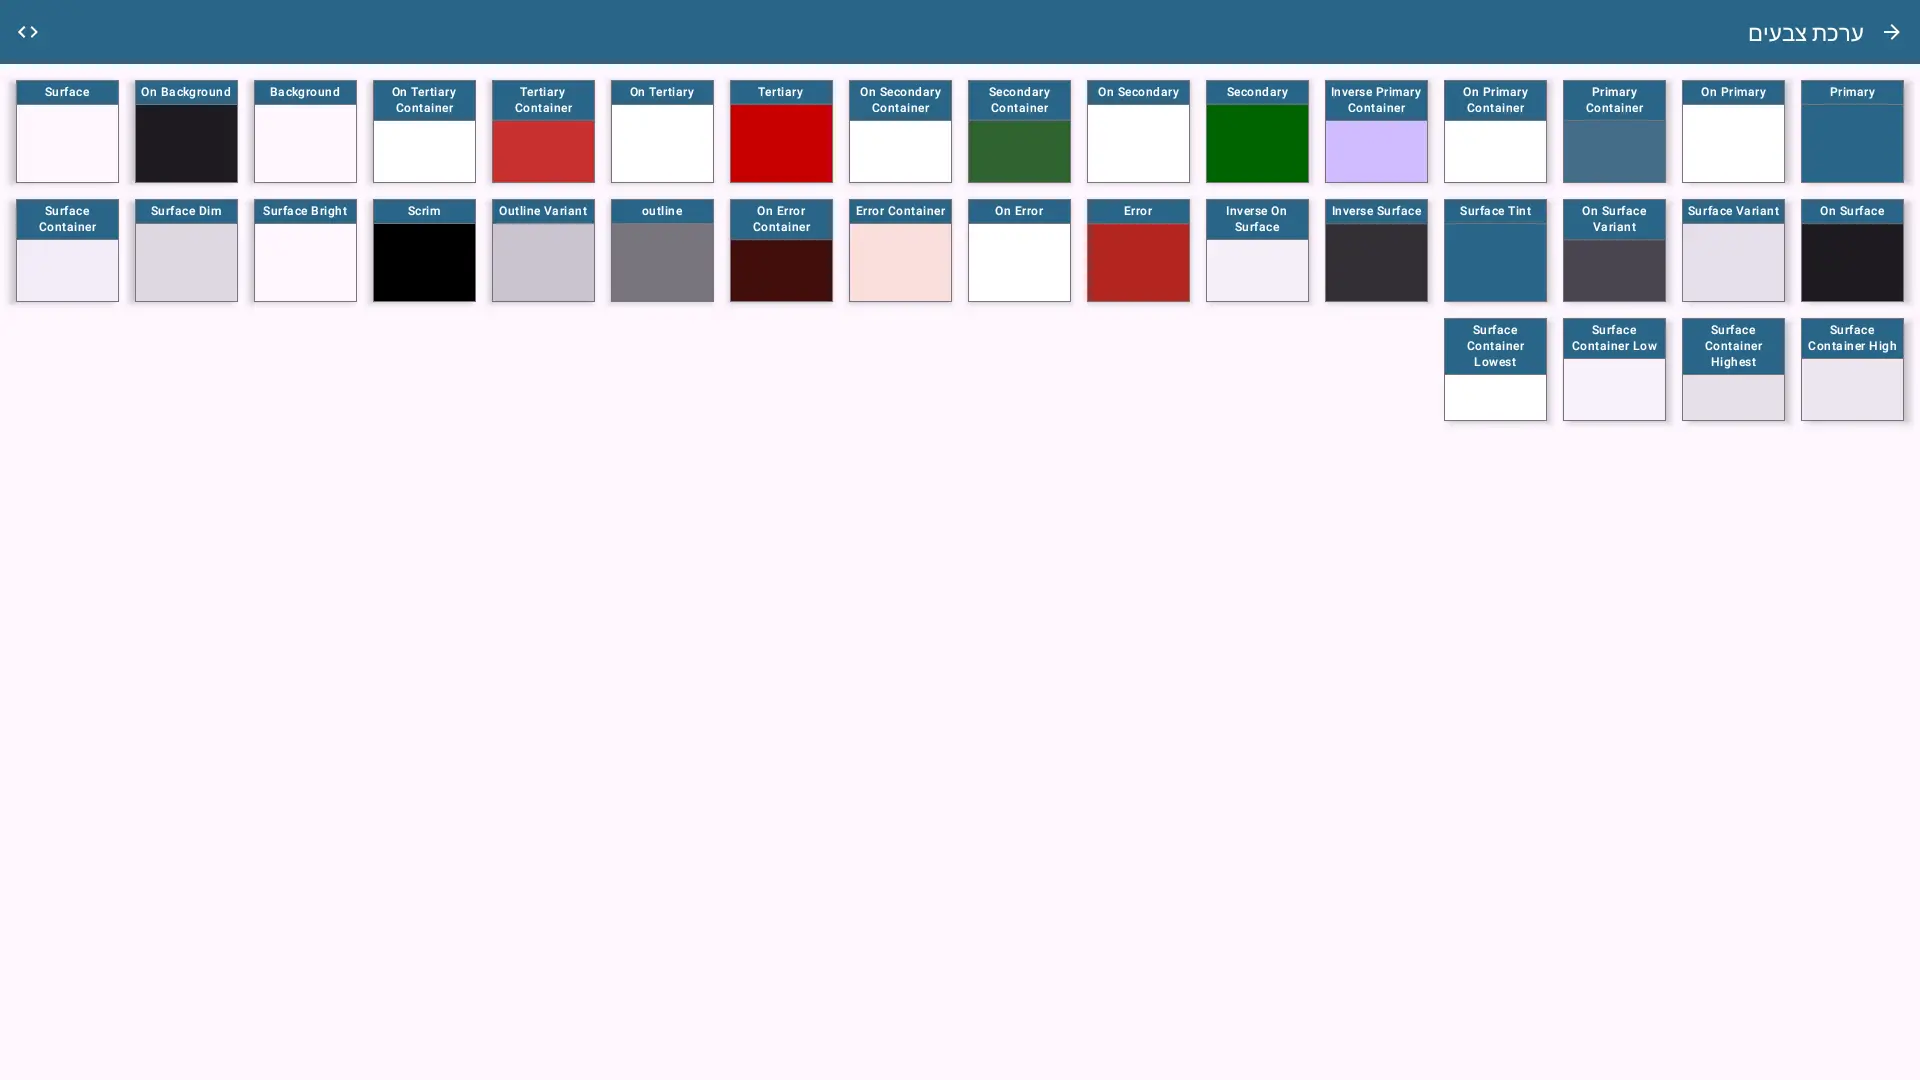 ערכת צבעים
Primary
On Primary
Primary
Container
On Primary
Container
Inverse Primary
Container
Secondary
On Secondary
Secondary
Container
On Secondary
Container
Tertiary
On Tertiary
Tertiary
Container
On Tertiary
Container
Background
On Background
Surface
On Surface
Surface Variant
On Surface
Variant
Surface Tint
Inverse Surface
Inverse On
Surface
Error
On Error
Error Container
On Error
Container
outline
Outline Variant
Scrim
Surface Bright
Surface Dim
Surface
Container
Surface
Container High
Surface
Container
Highest
Surface
Container Low
Surface
Container
Lowest